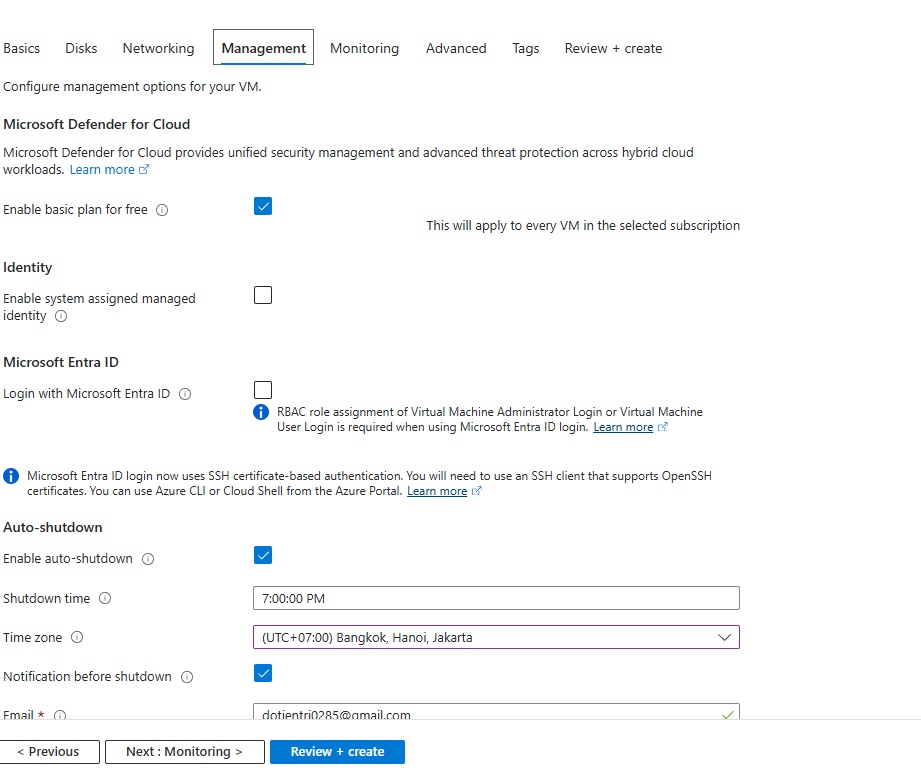 Basics Disks Networking Management Monitoring Advanced Tags Review + create
Configure management options for your VM.
Microsoft Defender for Cloud
Microsoft Defender for Cloud provides unified security management and advanced threat protection across hybrid cloud
workloads. Learn more
Enable basic plan for free
This will apply to every VM in the selected subscription
Identity
Enable system assigned managed
identity
Microsoft Entra ID
Login with Microsoft Entra ID
RBAC role assignment of Virtual Machine Administrator Login or Virtual Machine
User Login is required when using Microsoft Entra ID login. Learn more
Microsoft Entra ID login now uses SSH certificate-based authentication. You will need to use an SSH client that supports OpenSSH
certificates. You can use Azure CLI or Cloud Shell from the Azure Portal. Learn more
Auto-shutdown
Enable auto-shutdown
Shutdown time 7:00:00 PM
Time zone (UTC+07:00) Bangkok, Hanoi, Jakarta
Notification before shutdown
Email * dotientri0285@gmail.com
< Previous Next : Monitoring > Review + create